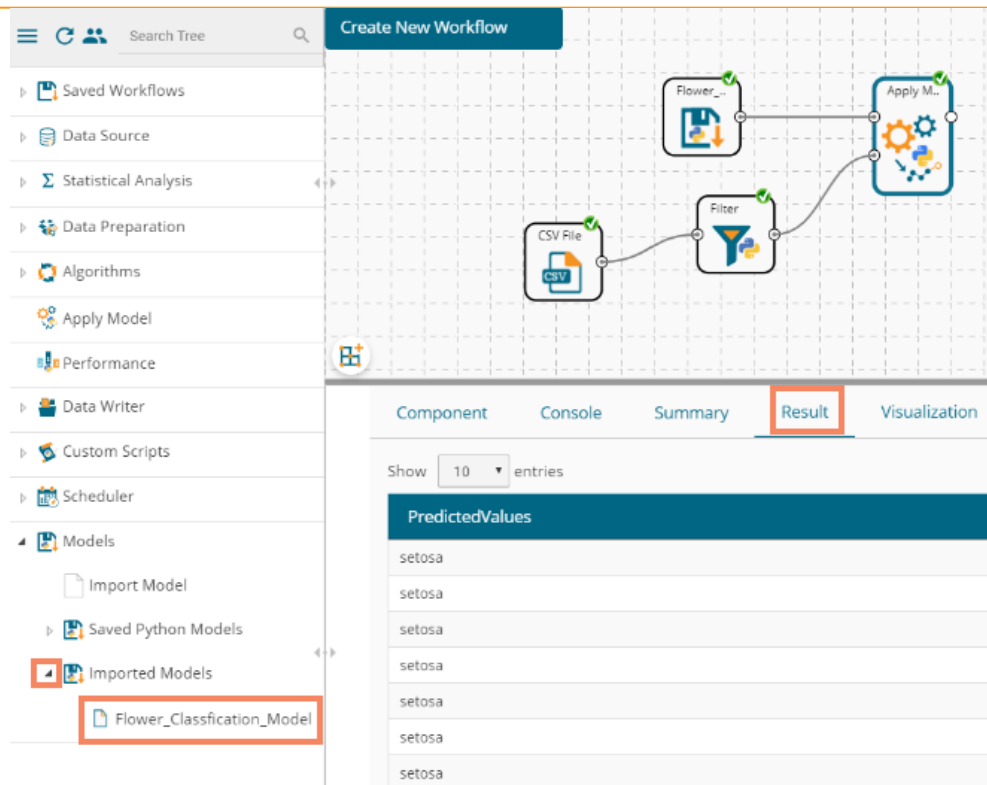 Search Tree
Create New Workflow
Saved Workflows
Data Source
Σ Statistical Analysis
Data Preparation
Algorithms
Apply Model
Performance
Data Writer
Custom Scripts
Scheduler
Models
Import Model
Saved Python Models
Imported Models
Flower_Classfication_Model
Flower_..
Apply M..
Filter
CSV File
CSV
Component Console Summary Result Visualization
Show 10 entries
PredictedValues
setosa
setosa
setosa
setosa
setosa
setosa
setosa